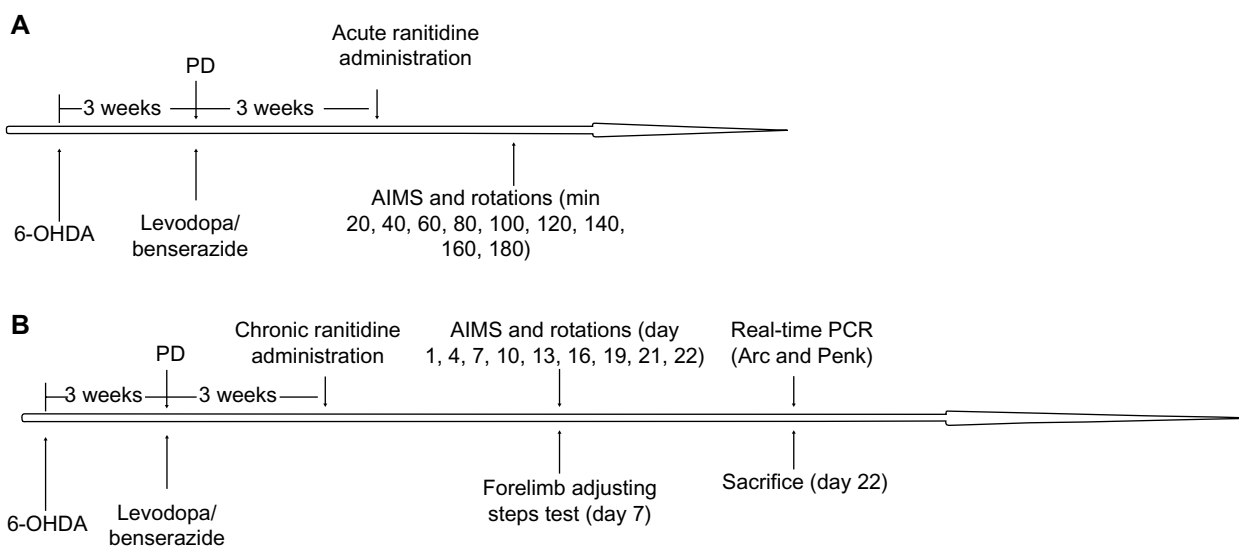 A
Acute ranitidine
administration
PD
3 weeks
3 weeks
6-OHDA
Levodopa/
benserazide
AIMS and rotations (min
20, 40, 60, 80, 100, 120, 140,
160, 180)
B
Chronic ranitidine
administration
AIMS and rotations (day
1, 4, 7, 10, 13, 16, 19, 21, 22)
Real-time PCR
(Arc and Penk)
PD
3 weeks
3 weeks
6-OHDA
Levodopa/
benserazide
Forelimb adjusting
steps test (day 7)
Sacrifice (day 22)